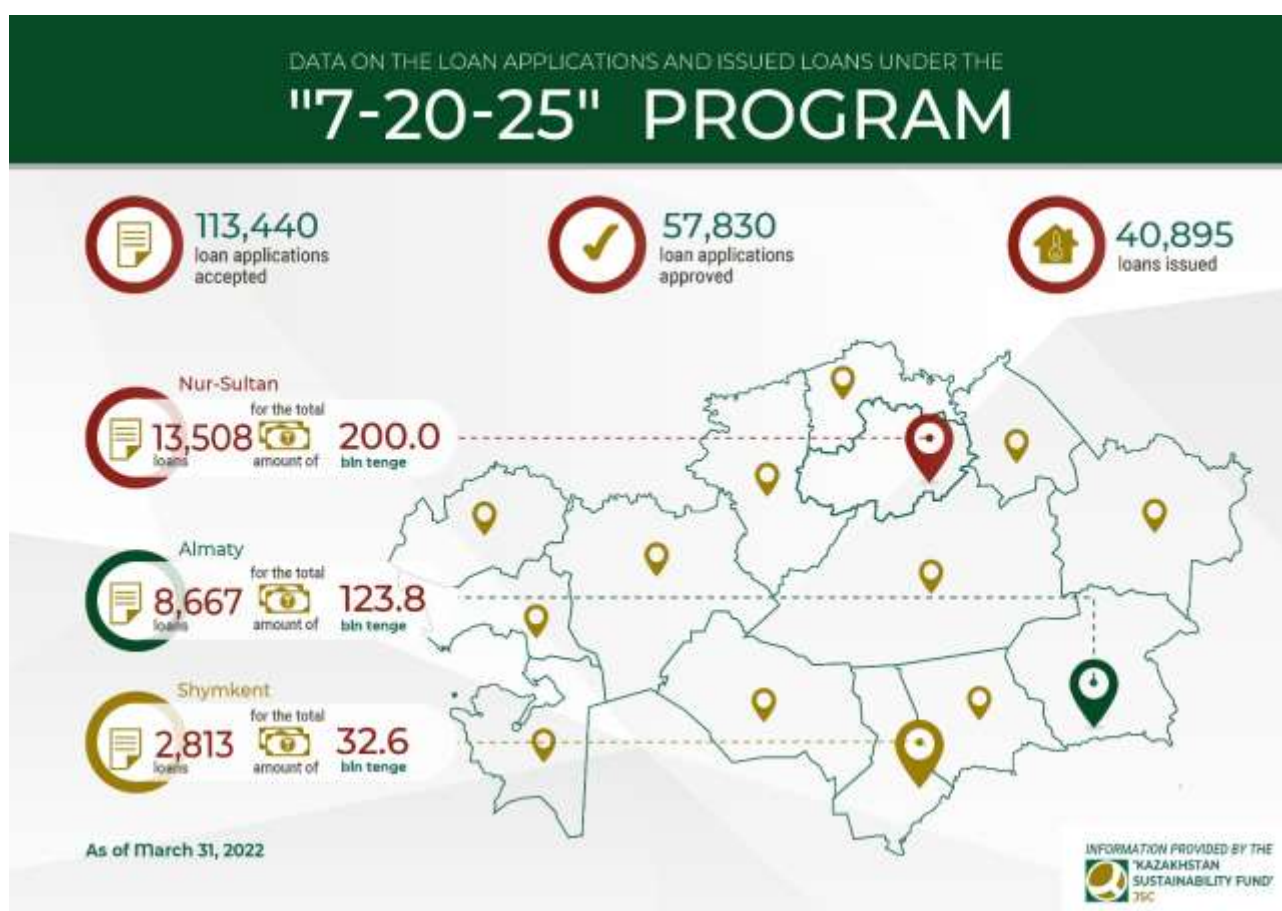 DATA ON THE LOAN APPLICATIONS AND ISSUED LOANS UNDER THE
"7-20-25" PROGRAM
113,440
loan applications
accepted
57,830
loan applications
approved
40,895
loans issued
Nur-Sultan
13,508
loans
for the total
amount of
200.0
bln tenge
Almaty
8,667
loans
for the total
amount of
123.8
bln tenge
Shymkent
2,813
loans
for the total
amount of
32.6
bln tenge
As of March 31, 2022
INFORMATION PROVIDED BY THE
"KAZAKHSTAN
SUSTAINABILITY FUND"
JSC